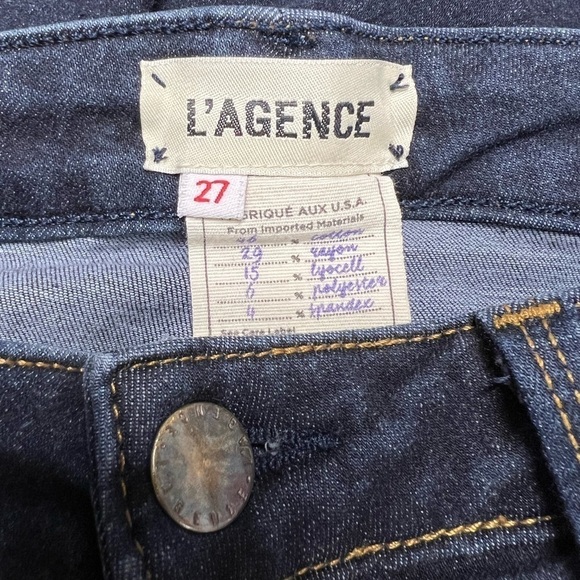 L'AGENCE
27
BRIQUÉ AUX U.S.A.
From Imported Materials
% cotton
29 % rayon
15 % lyocell
6 % polyester
4 % spandex
See Care Label